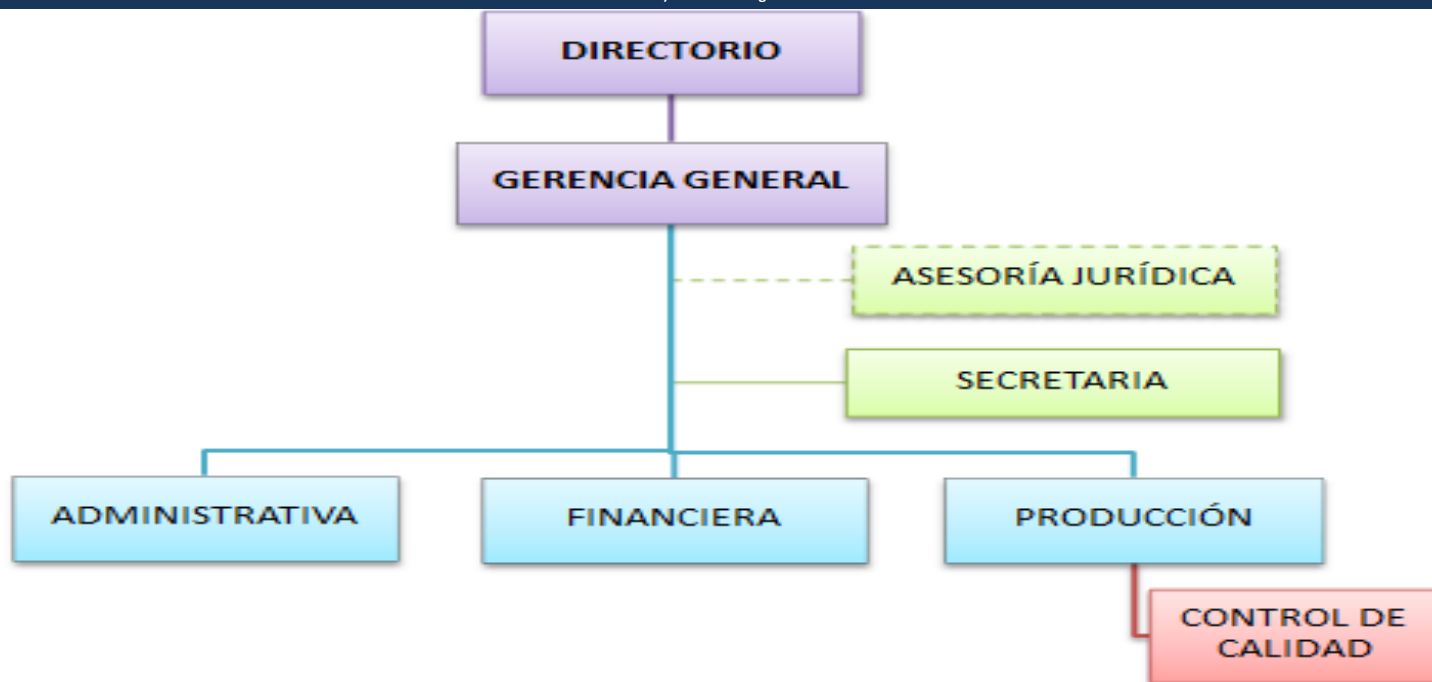 DIRECTORIO
GERENCIA GENERAL
ASESORÍA JURÍDICA
SECRETARIA
ADMINISTRATIVA
FINANCIERA
PRODUCCIÓN
CONTROL DE
CALIDAD